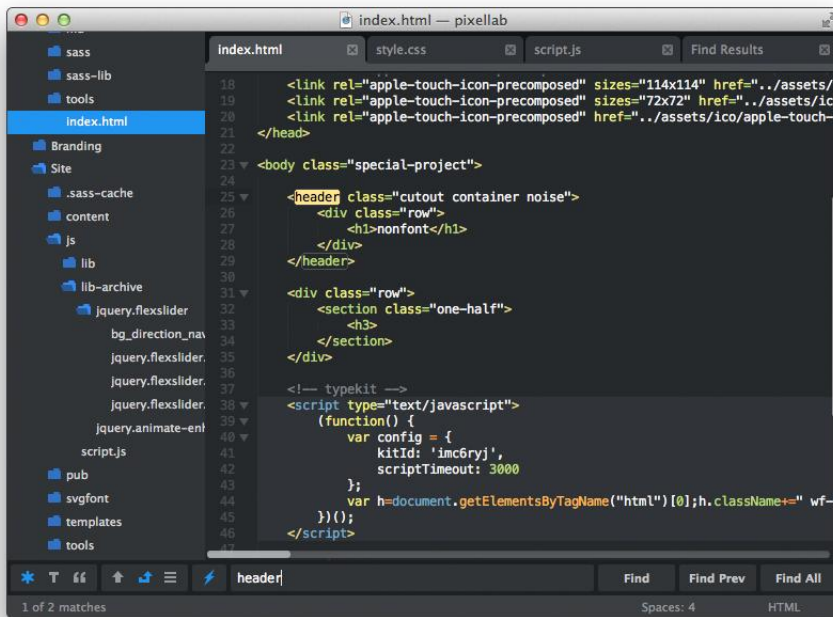 index.html — pixellab
sass
sass-lib
tools
index.html
Branding
Site
.sass-cache
content
js
lib
lib-archive
jquery.flexslider
bg_direction_nav
jquery.flexslider.
jquery.flexslider.
jquery.flexslider.
jquery.animate-enh
script.js
pub
svgfont
templates
tools
index.html style.css script.js Find Results
18 <link rel="apple-touch-icon-precomposed" sizes="114x114" href="../assets/
19 <link rel="apple-touch-icon-precomposed" sizes="72x72" href="../assets/ic
20 <link rel="apple-touch-icon-precomposed" href="../assets/ico/apple-touch-
21 </head>
22
23 <body class="special-project">
24
25 <header class="cutout container noise">
26 <div class="row">
27 <h1>nonfont</h1>
28 </div>
29 </header>
30
31 <div class="row">
32 <section class="one-half">
33 <h3>
34 </section>
35 </div>
36
37 <!-- typekit -->
38 <script type="text/javascript">
39 (function() {
40 var config = {
41 kitId: 'imc6ryj',
42 scriptTimeout: 3000
43 };
44 var h=document.getElementsByTagName("html")[0];h.className+=" wf-
45 })();
46 </script>
47
header Find Find Prev Find All
1 of 2 matches Spaces: 4 HTML